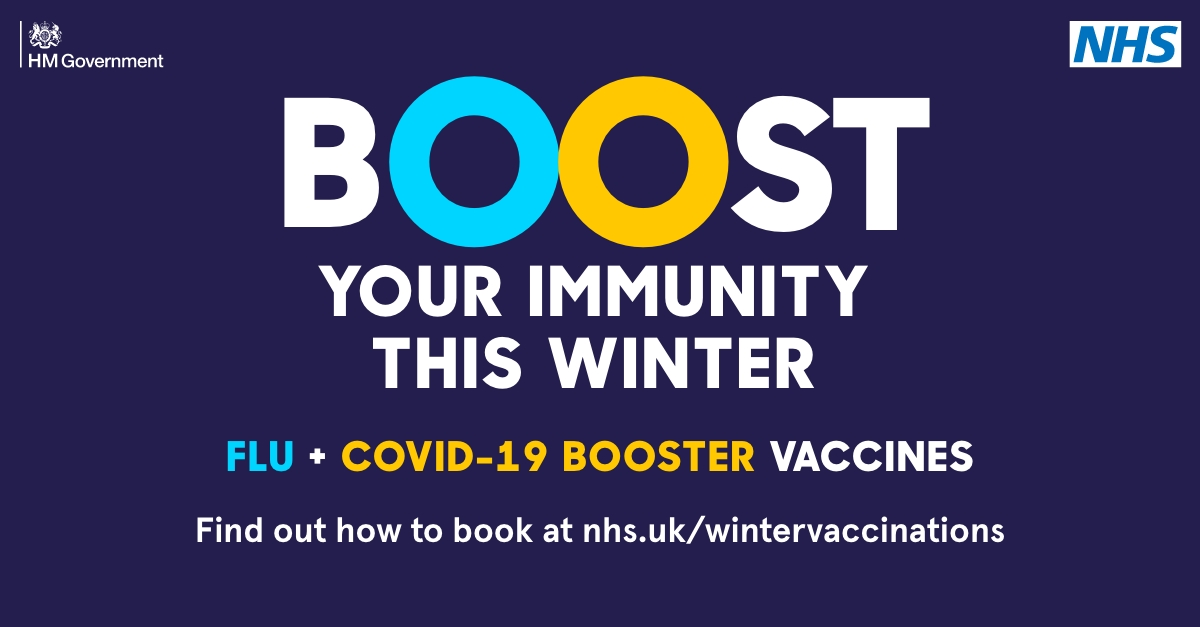 HM Government
NHS
BOOST
YOUR IMMUNITY
THIS WINTER
FLU + COVID-19 BOOSTER VACCINES
Find out how to book at nhs.uk/wintervaccinations